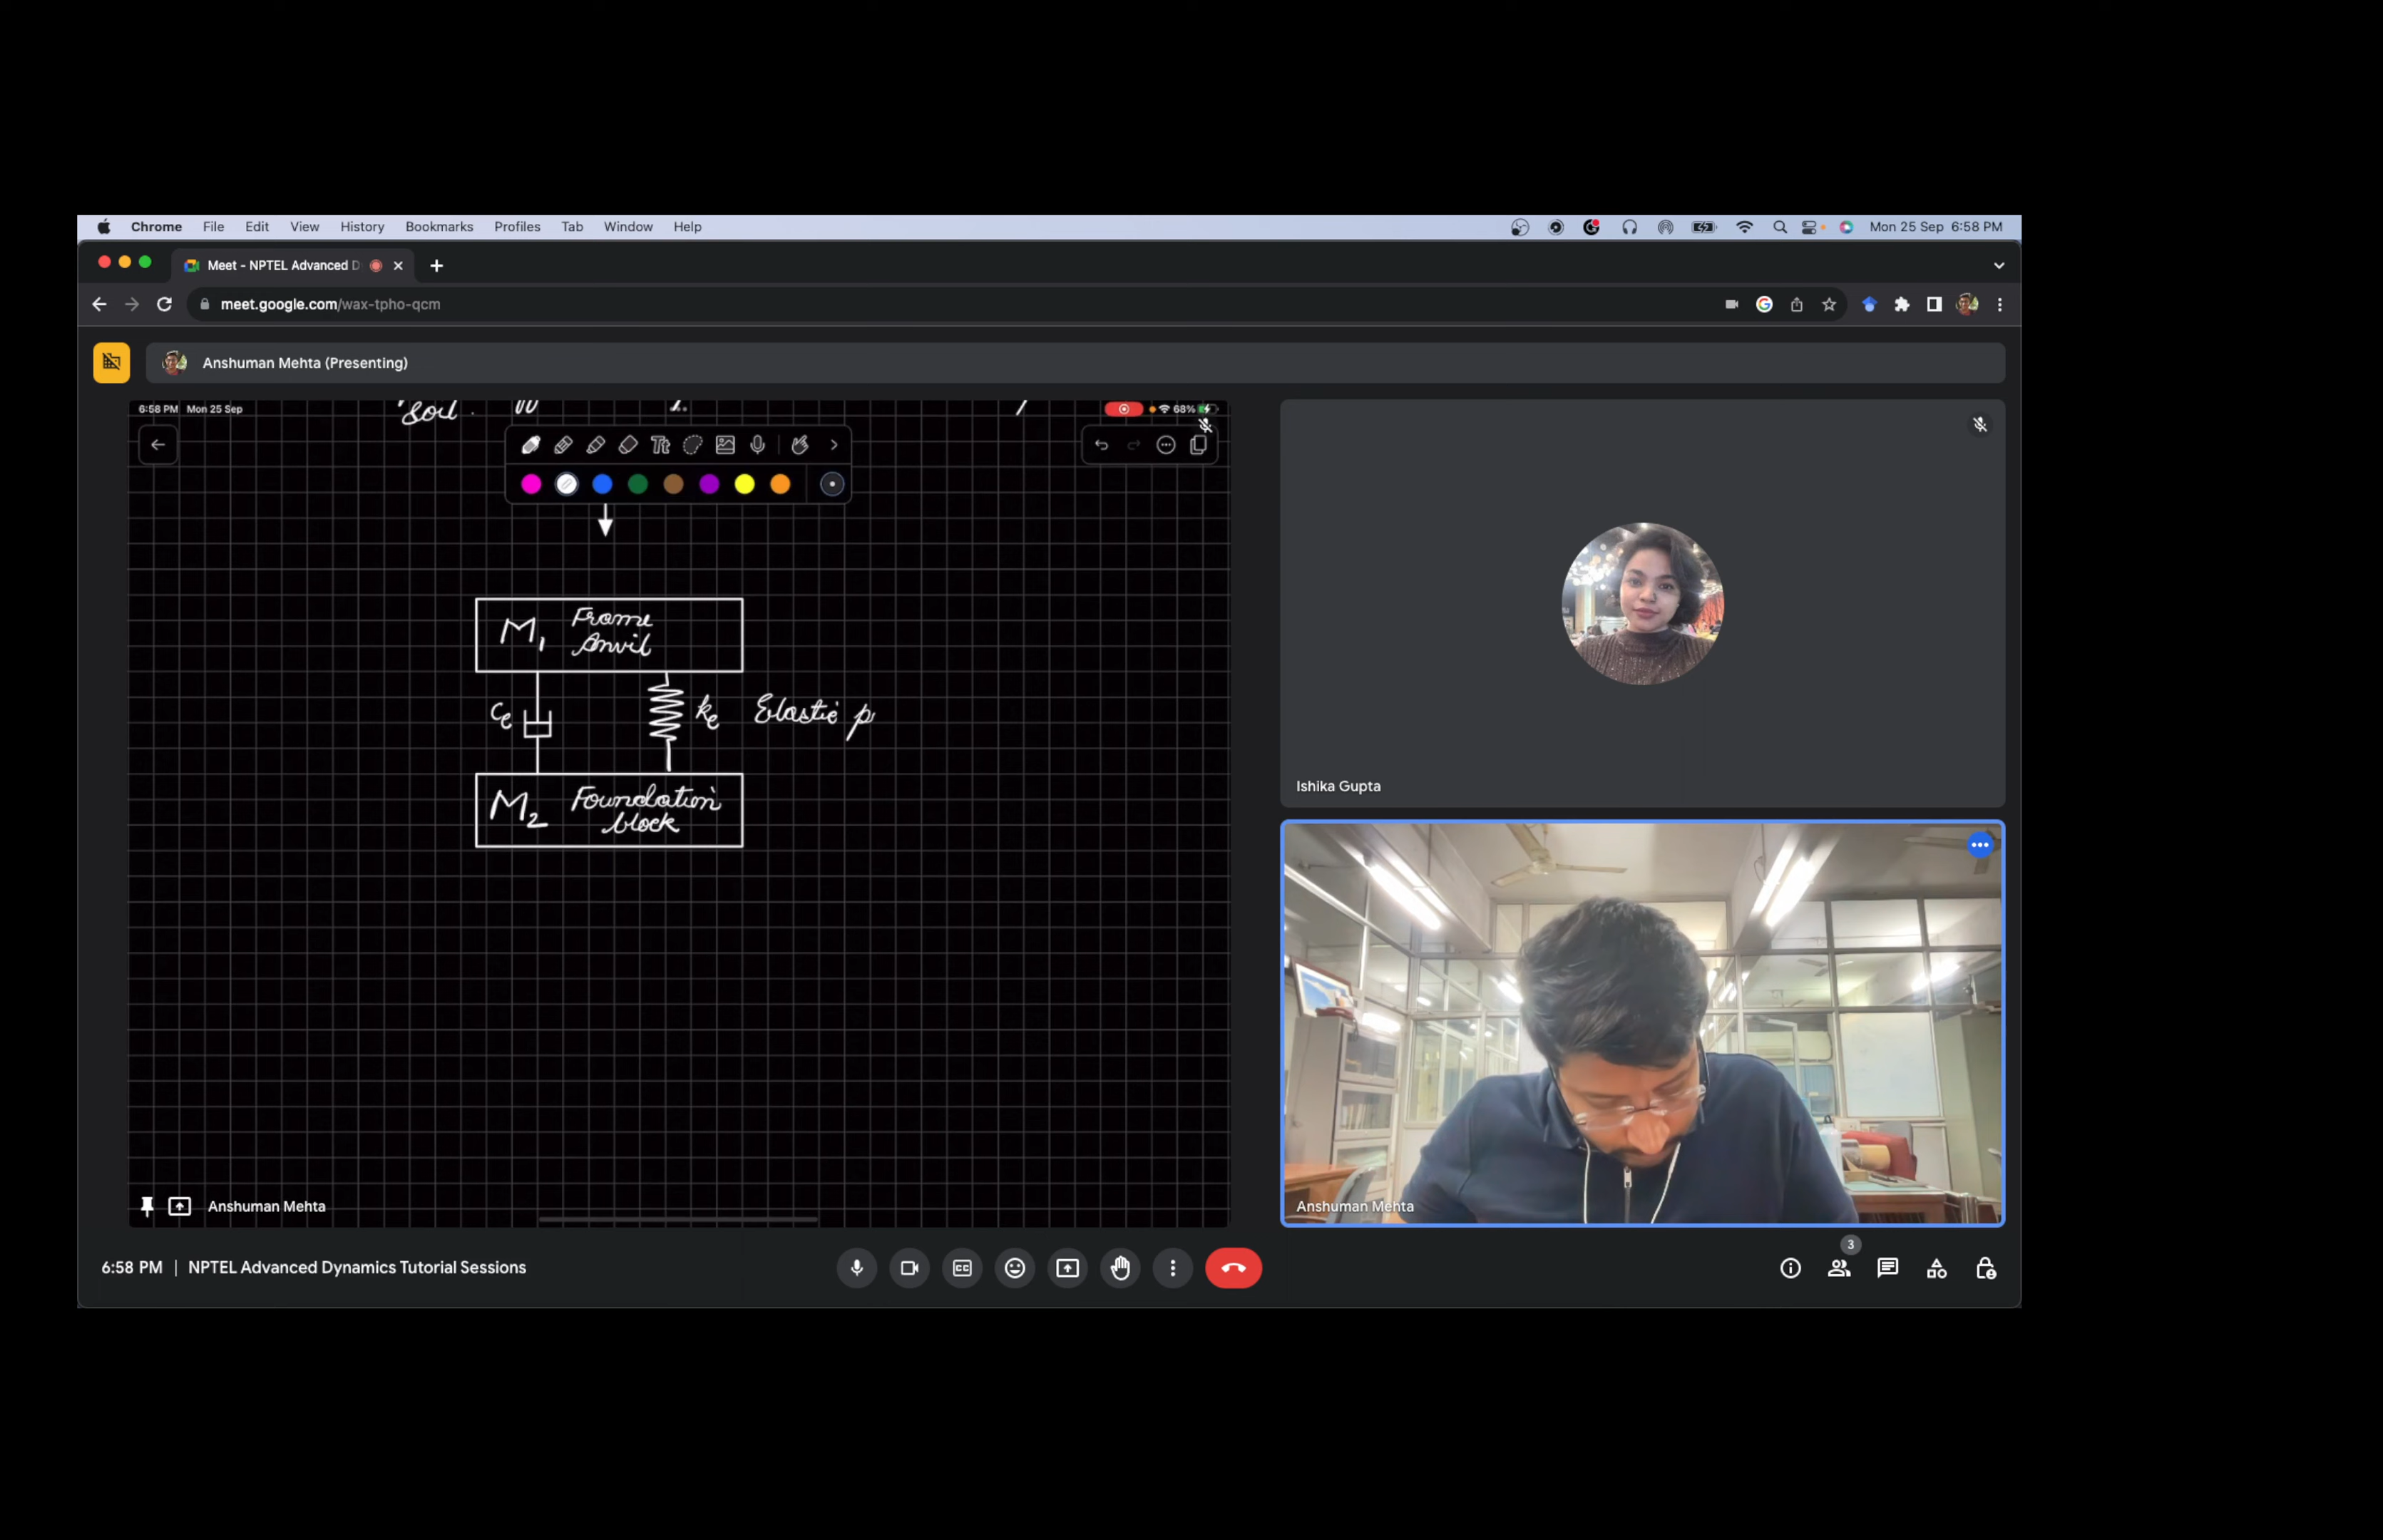 Chrome File Edit View History Bookmarks Profiles Tab Window Help Mon 25 Sep 6:58 PM
Meet - NPTEL Advanced D
meet.google.com/wax-tpho-qcm
Anshuman Mehta (Presenting)
6:58 PM Mon 25 Sep 68%
Soil
Tt
M1 Frame
Anvil
Ce ke Elastic p
M2 Foundation
block
Anshuman Mehta
Ishika Gupta
Anshuman Mehta
6:58 PM | NPTEL Advanced Dynamics Tutorial Sessions
CC
3